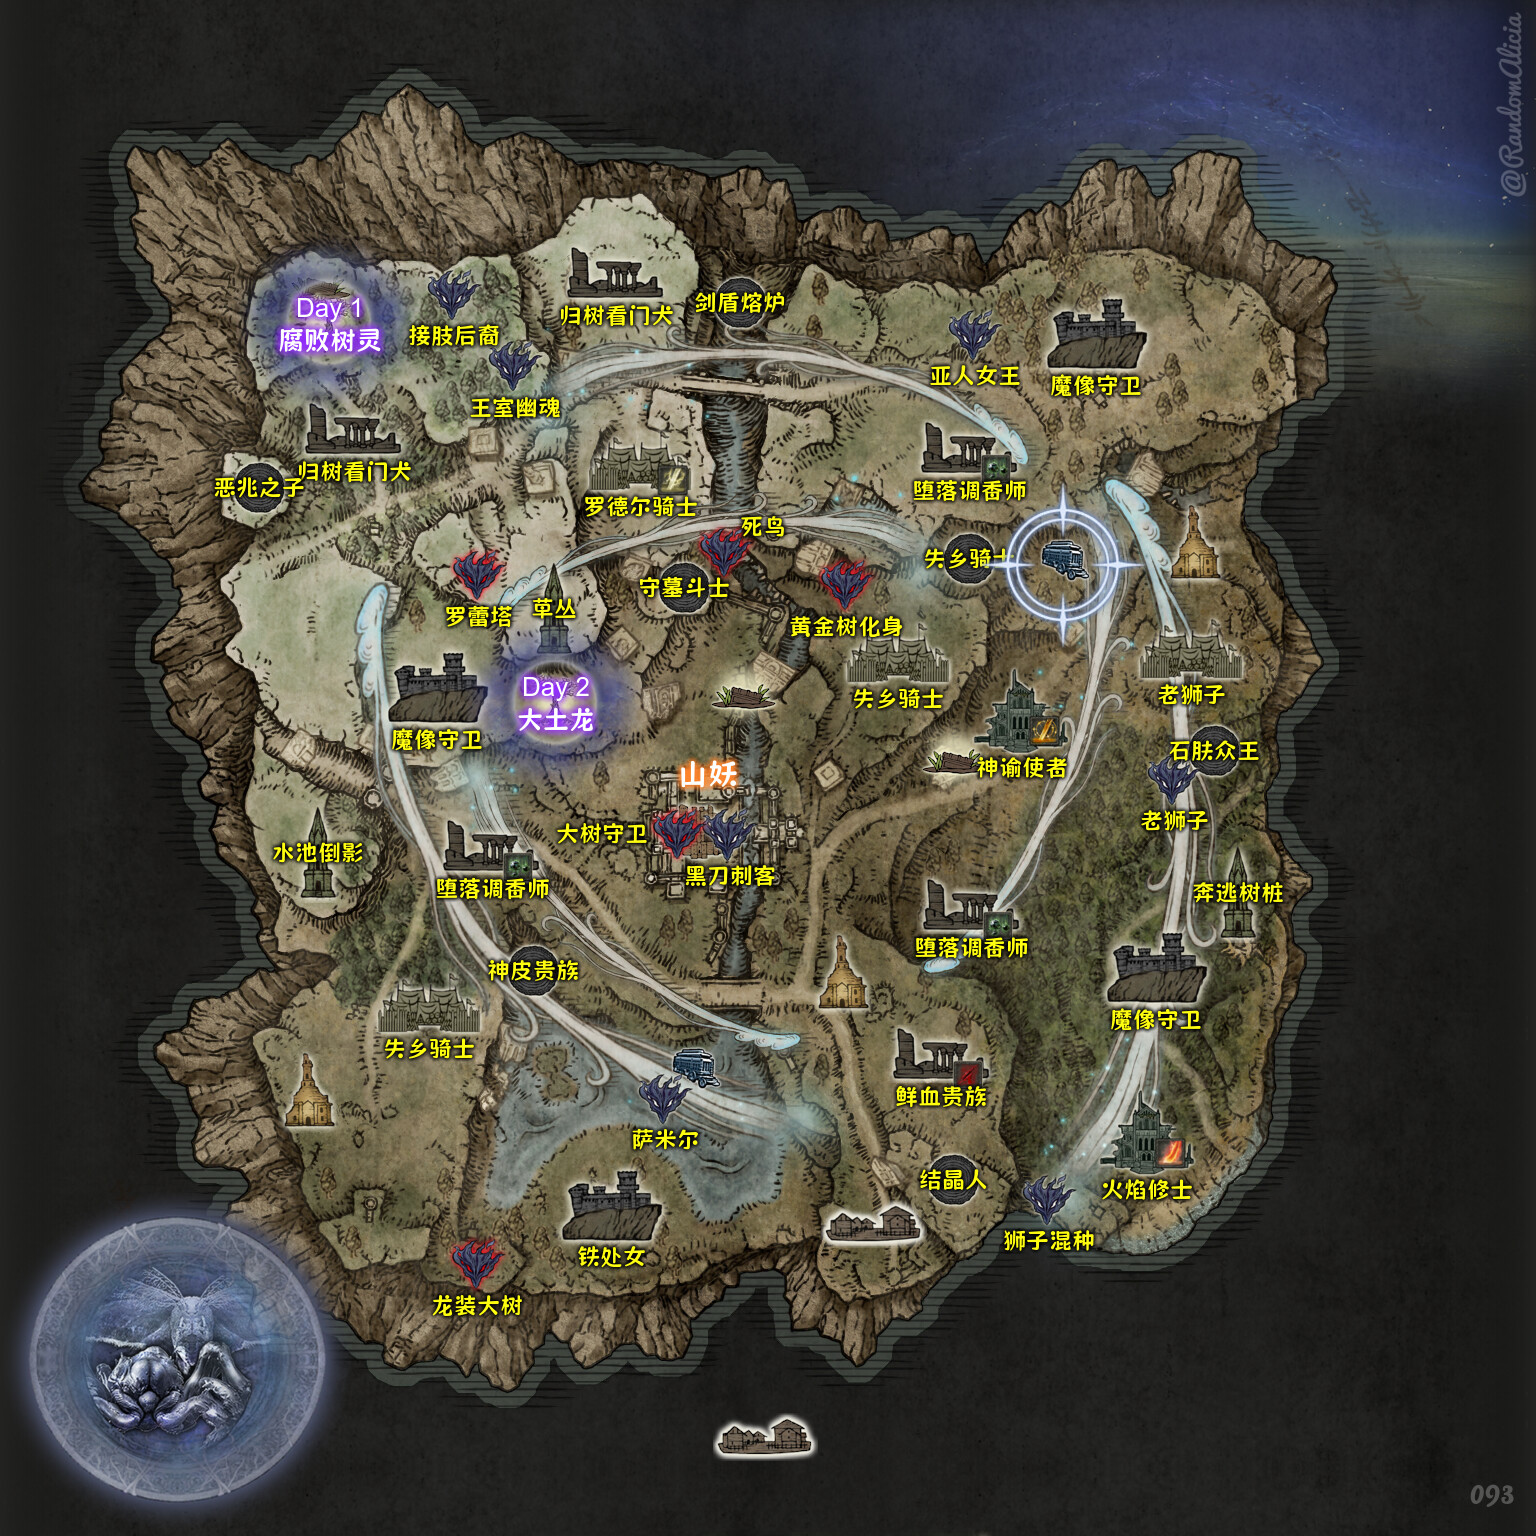 @RandomAlicia
Day 1
腐败树灵
接肢后裔
归树看门犬
剑盾熔炉
王室幽魂
亚人女王
魔像守卫
归树看门犬
恶兆之子
罗德尔骑士
堕落调香师
死鸟
失乡骑士
守墓斗士
罗蕾塔
草丛
黄金树化身
失乡骑士
老狮子
Day 2
大土龙
魔像守卫
石肤众王
神谕使者
山妖
老狮子
大树守卫
黑刀刺客
水池倒影
堕落调香师
奔逃树桩
堕落调香师
神皮贵族
魔像守卫
失乡骑士
鲜血贵族
萨米尔
结晶人
火焰修士
狮子混种
铁处女
龙装大树
093